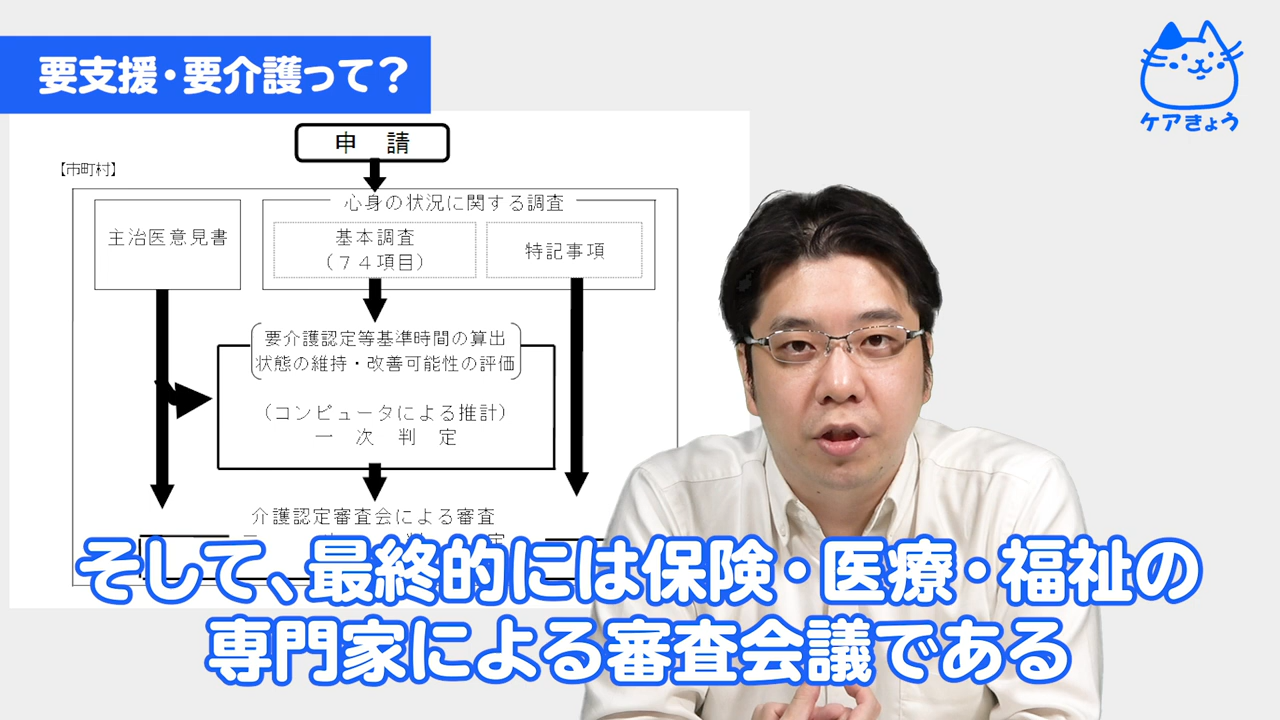 要支援・要介護って？
ケアきょう
申　請
【市町村】
心身の状況に関する調査
主治医意見書
基本調査
（７４項目）
特記事項
要介護認定等基準時間の算出
状態の維持・改善可能性の評価
（コンピュータによる推計）
一　次　判　定
介護認定審査会による審査
定
そして、最終的には保険・医療・福祉の
専門家による審査会議である